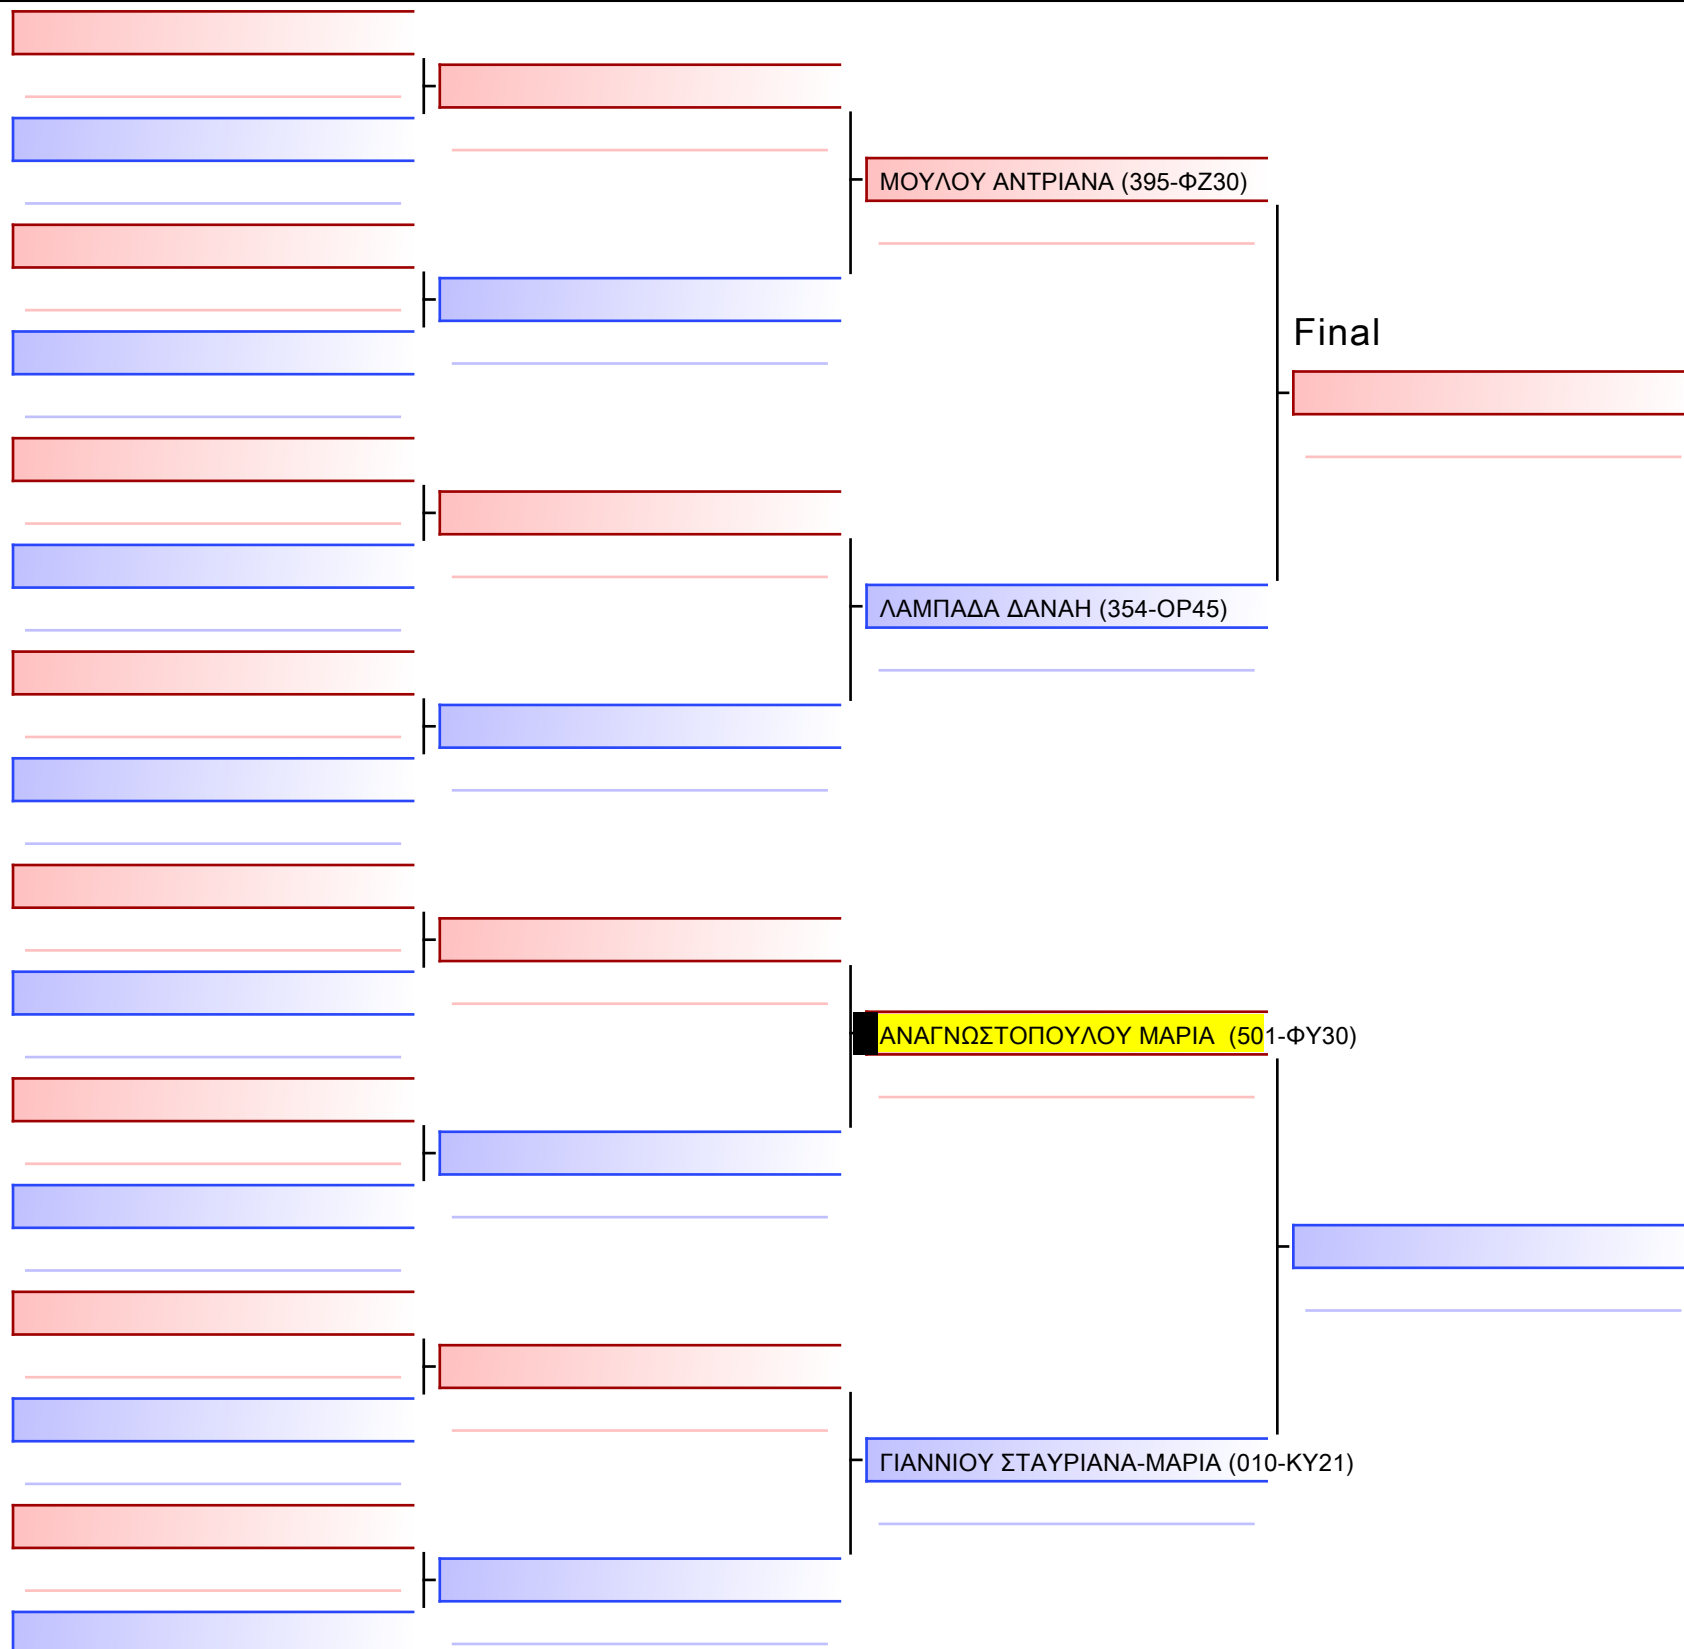 ΜΟΥΛΟΥ ΑΝΤΡΙΑΝΑ (395-ΦΖ30)
Final
ΛΑΜΠΑΔΑ ΔΑΝΑΗ (354-ΟΡ45)
ΑΝΑΓΝΩΣΤΟΠΟΥΛΟΥ ΜΑΡΙΑ  (501-ΦΥ30)
ΓΙΑΝΝΙΟΥ ΣΤΑΥΡΙΑΝΑ-ΜΑΡΙΑ (010-ΚΥ21)